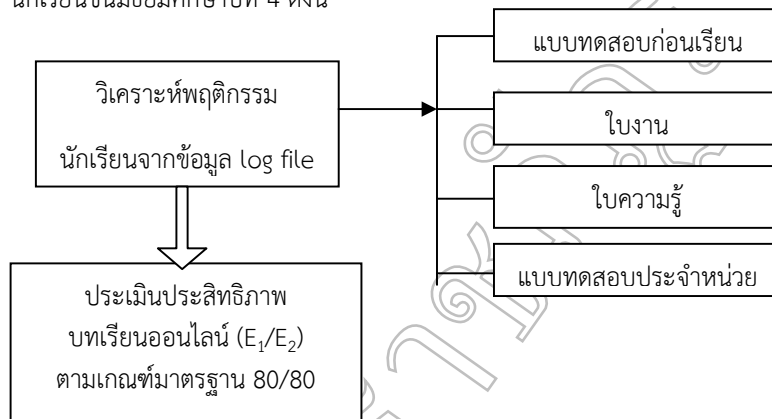 นักเรียนชั้นมัธยมศึกษาปีที่ 4 ดังนี้
วิเคราะห์พฤติกรรม
นักเรียนจากข้อมูล log file
แบบทดสอบก่อนเรียน
ใบงาน
ใบความรู้
แบบทดสอบประจำหน่วย
ประเมินประสิทธิภาพ
บทเรียนออนไลน์ (E₁/E₂)
ตามเกณฑ์มาตรฐาน 80/80